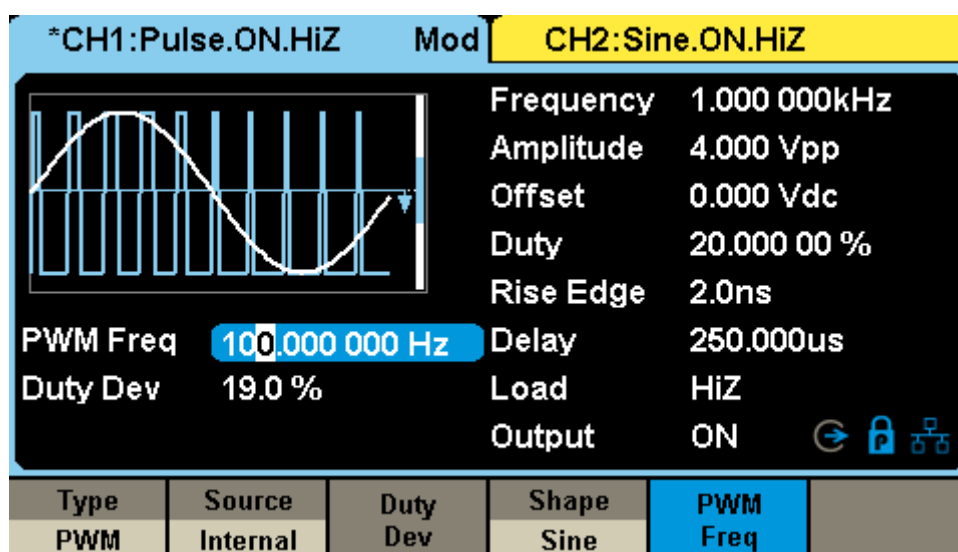 *CH1:Pulse.ON.HiZ Mod CH2:Sine.ON.HiZ
Frequency 1.000 000kHz
Amplitude 4.000 Vpp
Offset 0.000 Vdc
Duty 20.000 00 %
Rise Edge 2.0ns
PWM Freq 100.000 000 Hz Delay 250.000us
Duty Dev 19.0 % Load HiZ
Output ON P
Type Source Duty Dev Shape PWM Freq
PWM Internal Sine